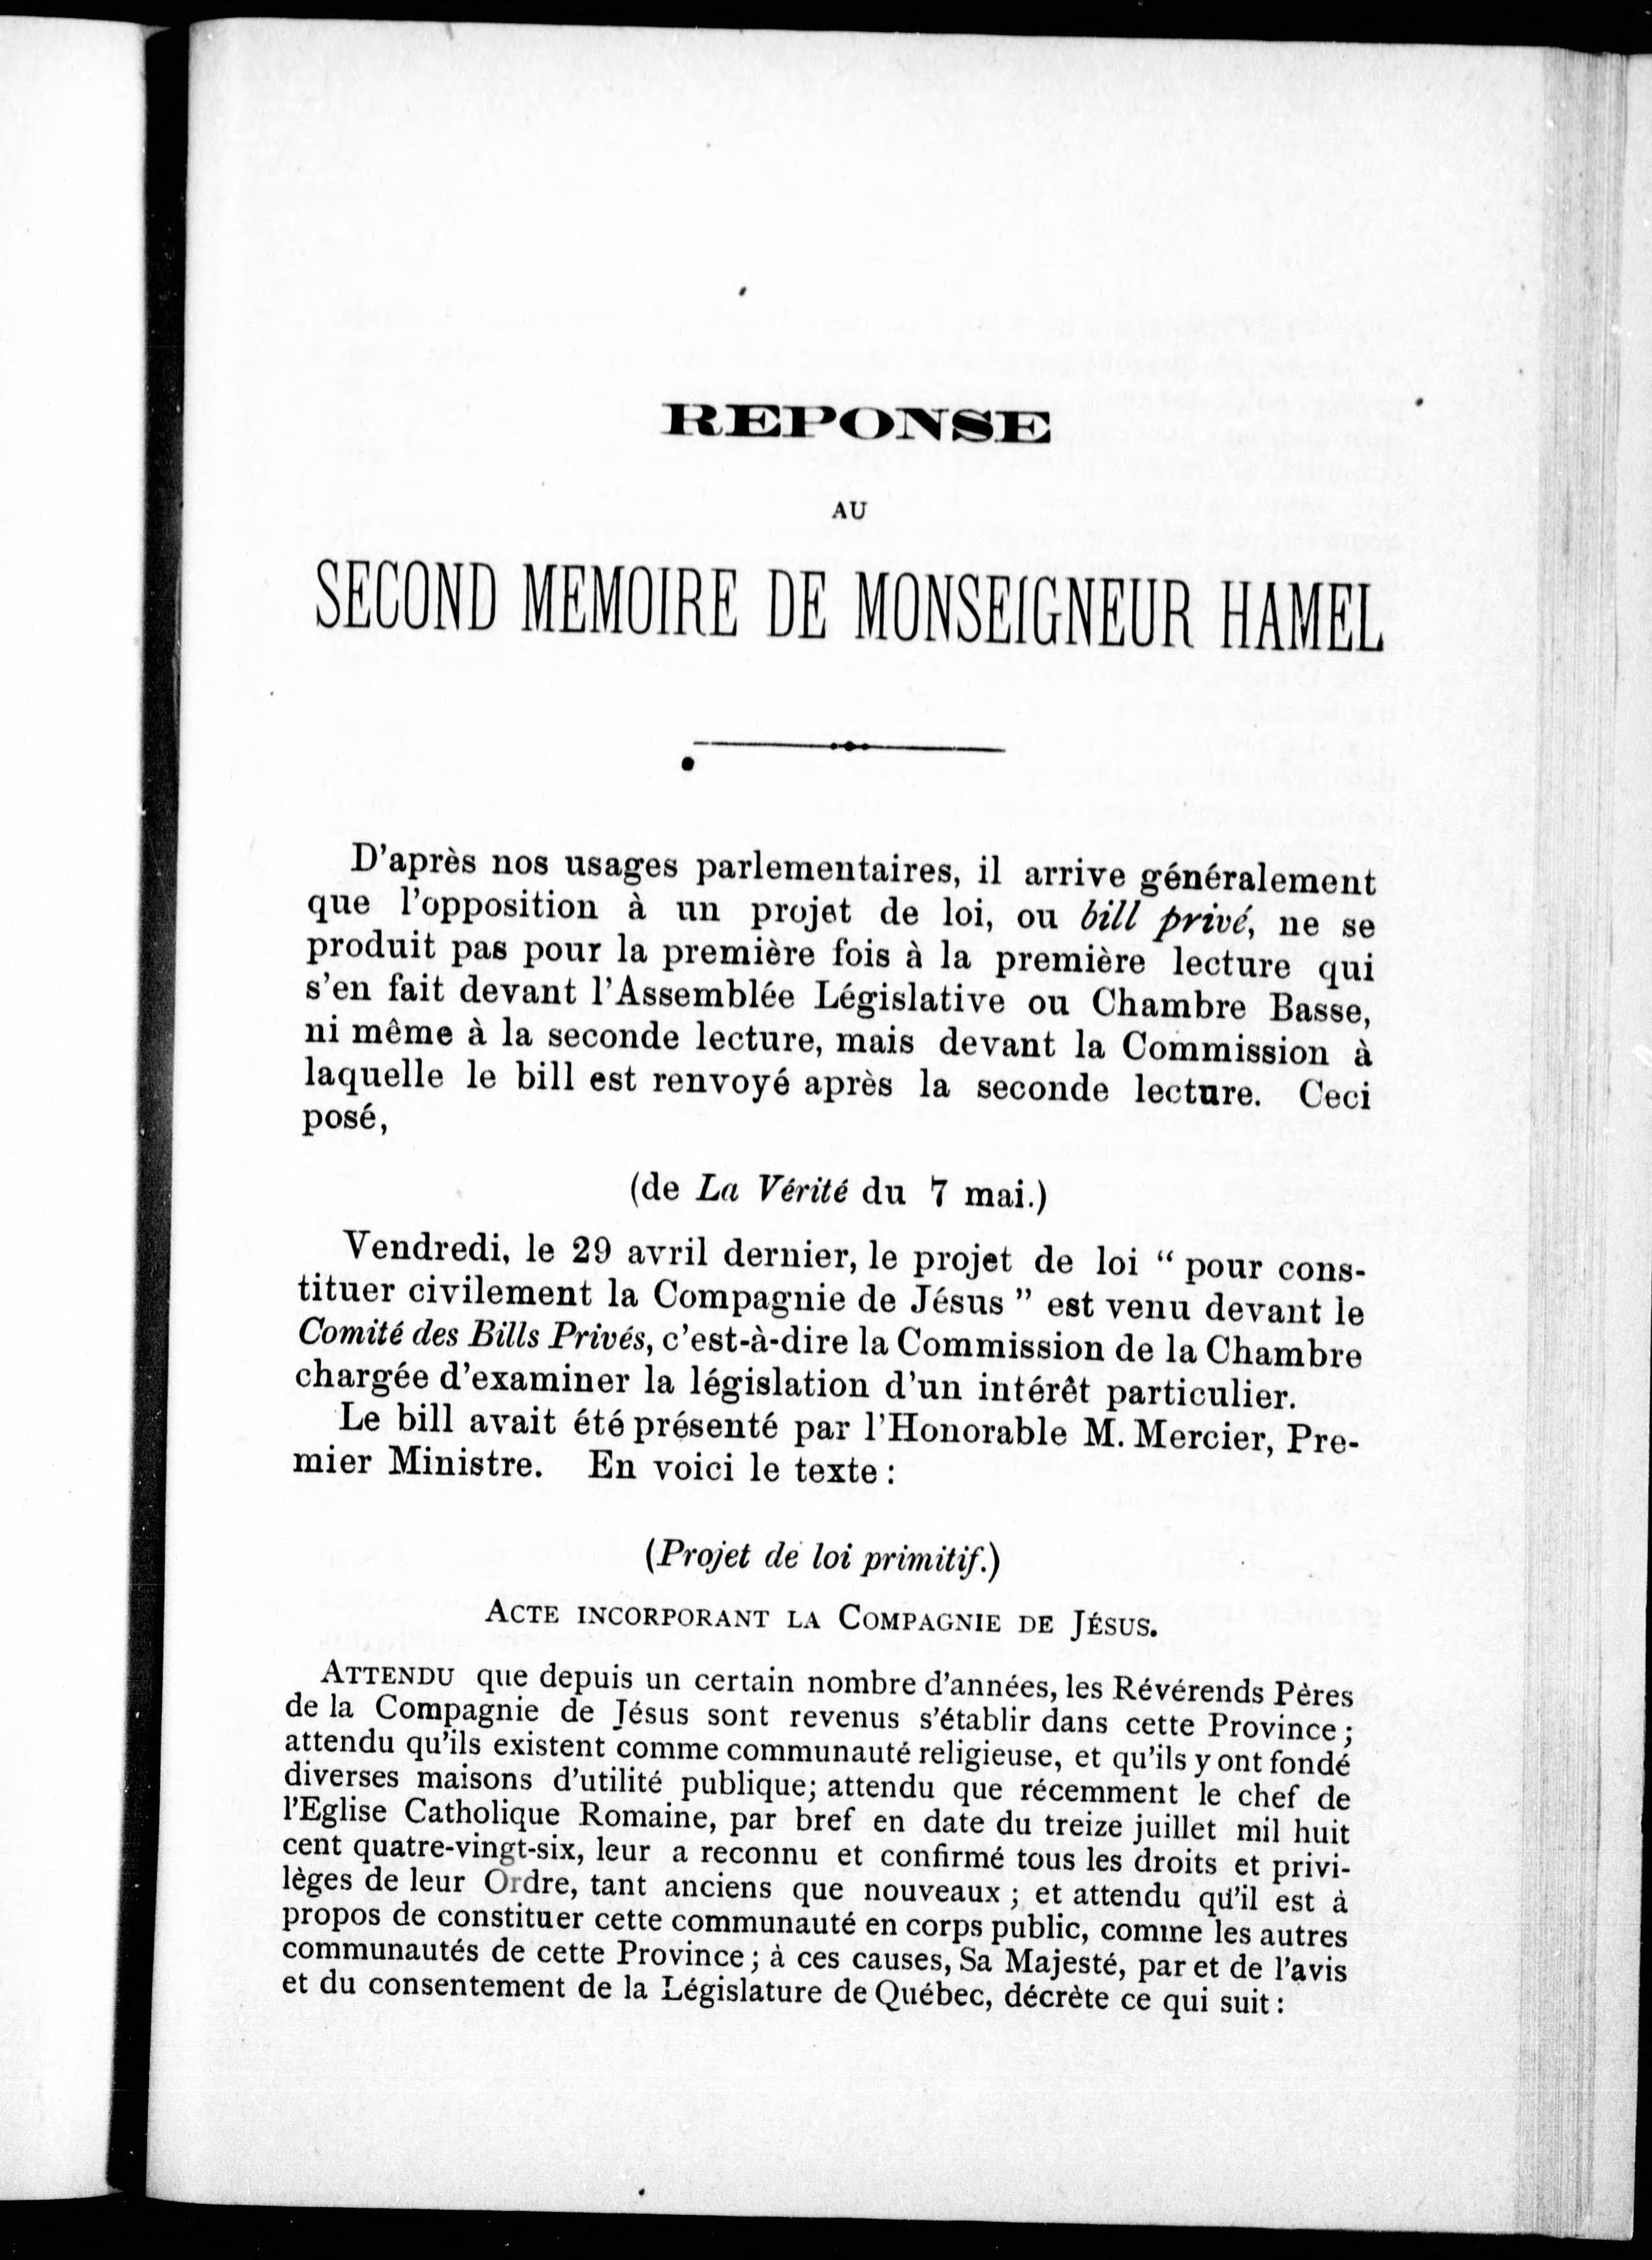 REPONSE
AU
SECOND MEMOIRE DE MONSEIGNEUR HAMEL
D'après nos usages parlementaires, il arrive généralement
que l'opposition à un projet de loi, ou bill privé, ne se
produit pas pour la première fois à la première lecture qui
s'en fait devant l'Assemblée Législative ou Chambre Basse,
ni même à la seconde lecture, mais devant la Commission à
laquelle le bill est renvoyé après la seconde lecture. Ceci
posé,
(de La Vérité du 7 mai.)
Vendredi, le 29 avril dernier, le projet de loi “ pour cons-
tituer civilement la Compagnie de Jésus ” est venu devant le
Comité des Bills Privés, c'est-à-dire la Commission de la Chambre
chargée d'examiner la législation d'un intérêt particulier.
Le bill avait été présenté par l'Honorable M. Mercier, Pre-
mier Ministre. En voici le texte :
(Projet de loi primitif.)
ACTE INCORPORANT LA COMPAGNIE DE JÉSUS.
ATTENDU que depuis un certain nombre d'années, les Révérends Pères
de la Compagnie de Jésus sont revenus s'établir dans cette Province ;
attendu qu'ils existent comme communauté religieuse, et qu'ils y ont fondé
diverses maisons d'utilité publique; attendu que récemment le chef de
l'Eglise Catholique Romaine, par bref en date du treize juillet mil huit
cent quatre-vingt-six, leur a reconnu et confirmé tous les droits et privi-
lèges de leur Ordre, tant anciens que nouveaux ; et attendu qu'il est à
propos de constituer cette communauté en corps public, comme les autres
communautés de cette Province ; à ces causes, Sa Majesté, par et de l'avis
et du consentement de la Législature de Québec, décrète ce qui suit :